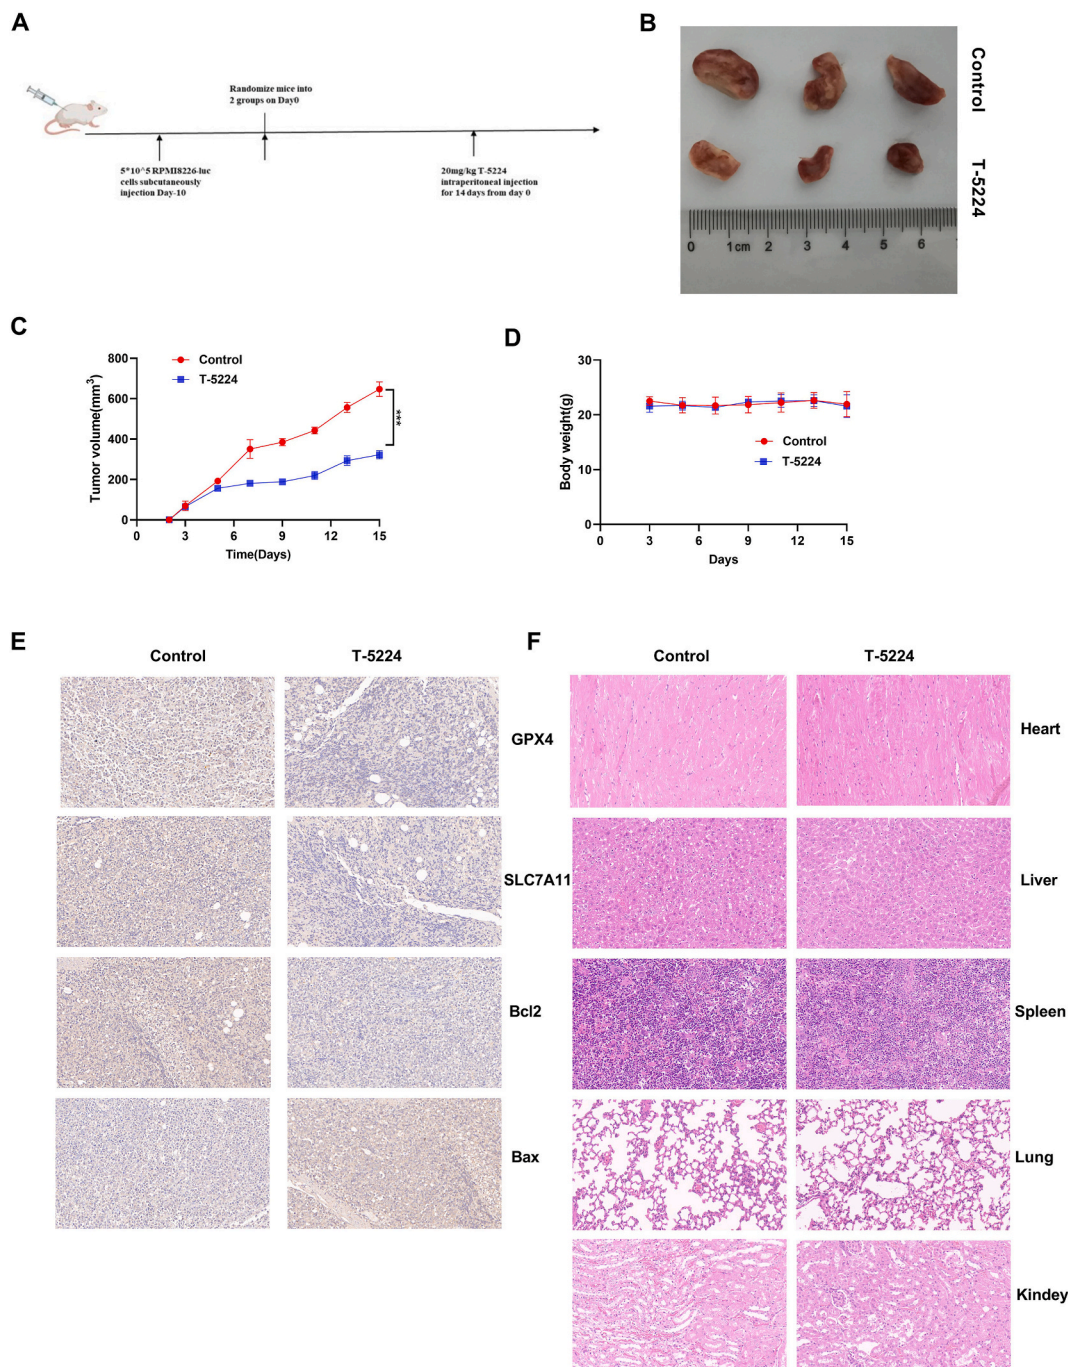 A
Randomize mice into
2 groups on Day0
5*10^5 RPMI8226-luc
cells subcutaneously
injection Day-10
20mg/kg T-5224
intraperitoneal injection
for 14 days from day 0
B
Control
T-5224
0 1cm 2 3 4 5 6
C
Control
T-5224
Tumor volume(mm³)
800
600
400
200
0
0 3 6 9 12 15
Time(Days)
***
D
Body weight(g)
30
20
10
0
Control
T-5224
0 3 6 9 12 15
Days
E
Control T-5224
GPX4
SLC7A11
Bcl2
Bax
F
Control T-5224
Heart
Liver
Spleen
Lung
Kindey